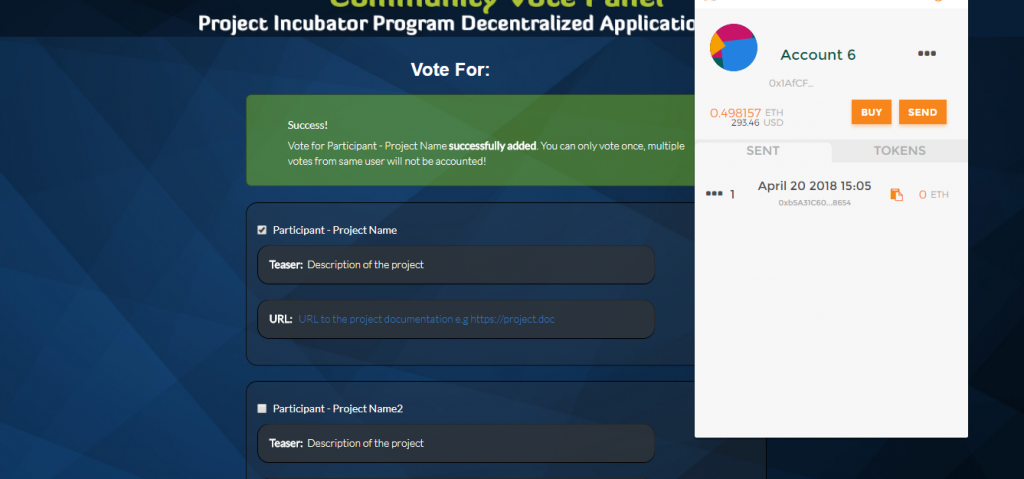 Community Vote Panel
Project Incubator Program Decentralized Application
Vote For:
Success!
Vote for Participant - Project Name successfully added. You can only vote once, multiple
votes from same user will not be accounted!
Participant - Project Name
Teaser: Description of the project
URL: URL to the project documentation e.g https://project.doc
Participant - Project Name2
Teaser: Description of the project
Account 6
0x1AfCF...
0.498157 ETH
293.46 USD
BUY
SEND
SENT
TOKENS
1
April 20 2018 15:05
0xb5A31C60...8654
0 ETH